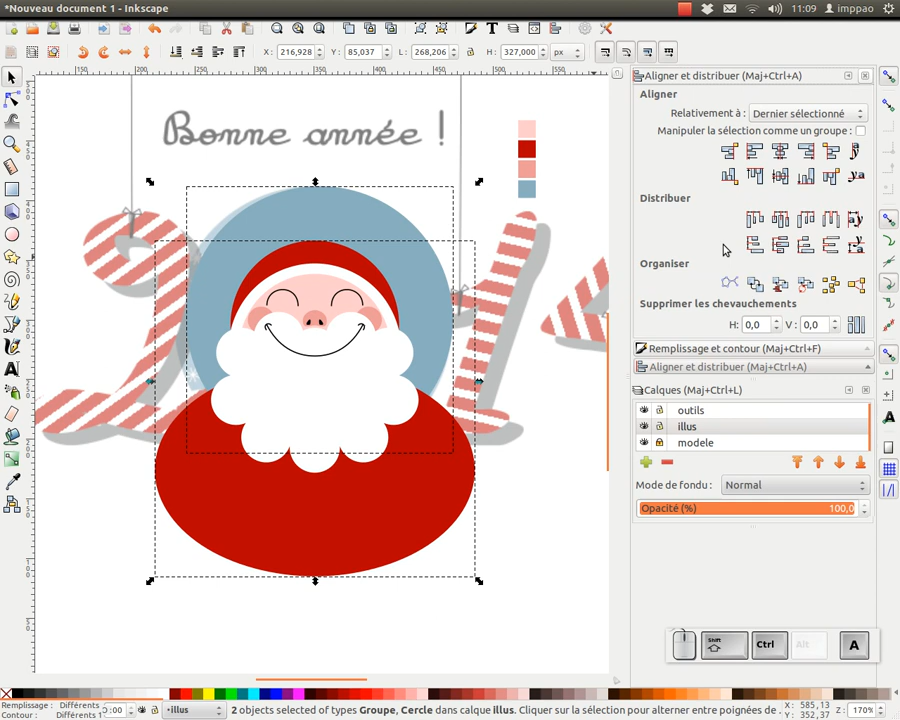 *Nouveau document 1 - Inkscape
11:09
imppao
X: 216,928
Y: 85,037
L: 268,206
H: 327,000
px
Bonne année !
Aligner et distribuer (Maj+Ctrl+A)
Aligner
Relativement à : Dernier sélectionné
Manipuler la sélection comme un groupe :
Distribuer
Organiser
Supprimer les chevauchements
H: 0,0 V: 0,0
Remplissage et contour (Maj+Ctrl+F)
Aligner et distribuer (Maj+Ctrl+A)
Calques (Maj+Ctrl+L)
outils
illus
modele
Mode de fond : Normal
Opacité (%) 100,0
Shift
Ctrl
Alt
A
Remplissage : Différents
Contour : Différents 1
•illus
2 objects selected of types Groupe, Cercle dans calque illus. Cliquer sur la sélection pour alterner entre poignées de
X: 585,13
Y: 352,37
Z: 170%